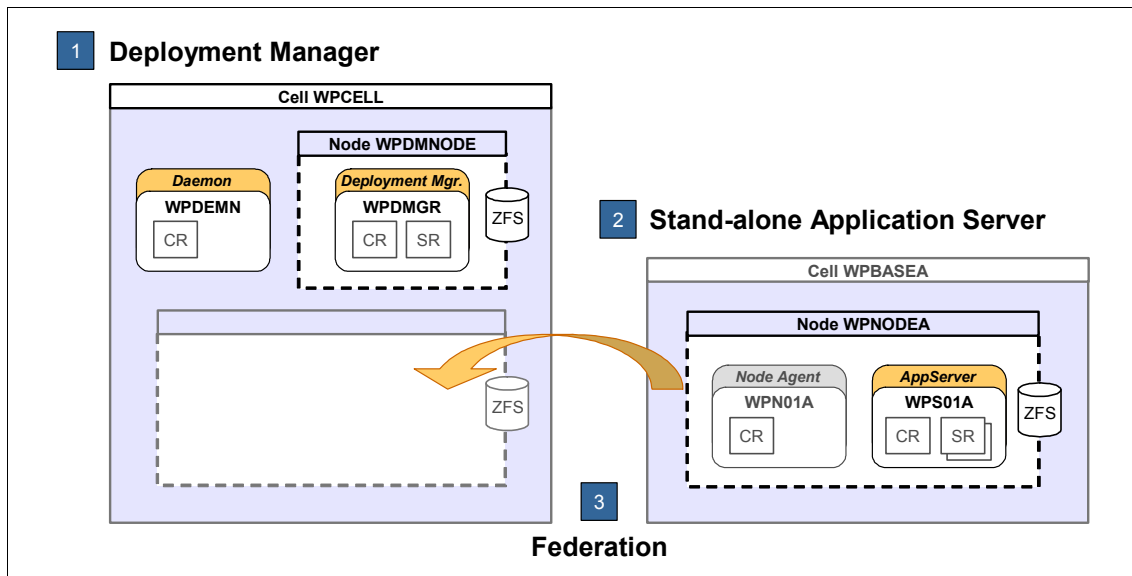 1 Deployment Manager
Cell WPCELL
Node WPDMNODE
Daemon
WPDEMN
CR
Deployment Mgr.
WPDMGR
CR SR
ZFS
ZFS
2 Stand-alone Application Server
Cell WPBASEA
Node WPNODEA
Node Agent
WPN01A
CR
AppServer
WPS01A
CR SR
ZFS
3
Federation